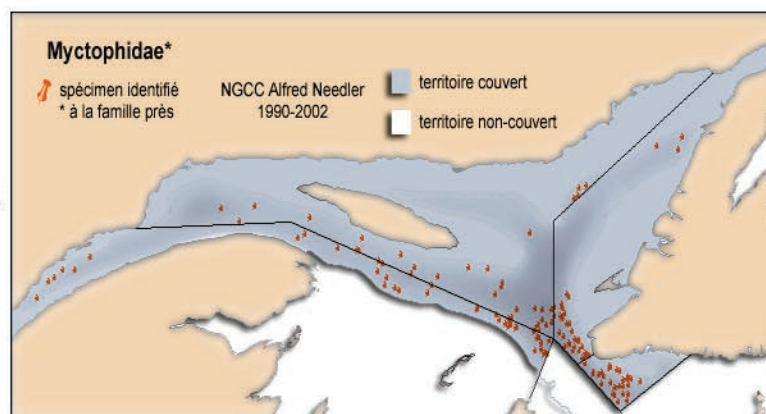 Myctophidae*
spécimen identifié
* à la famille près
NGCC Alfred Needler
1990-2002
territoire couvert
territoire non-couvert